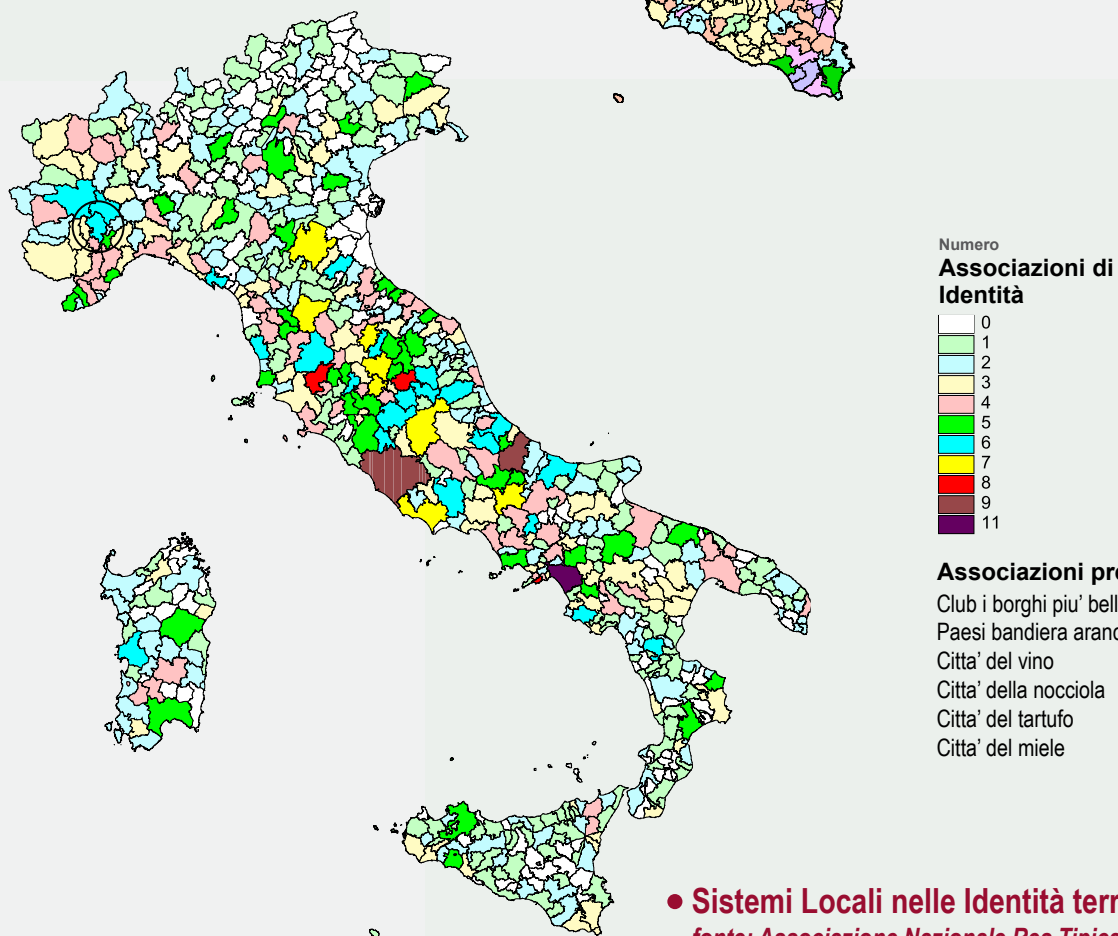 Numero
Associazioni di
Identità
0
1
2
3
4
5
6
7
8
9
11
Associazioni pro
Club i borghi piu' bell
Paesi bandiera aranc
Citta' del vino
Citta' della nocciola
Citta' del tartufo
Citta' del miele
• Sistemi Locali nelle Identità terr